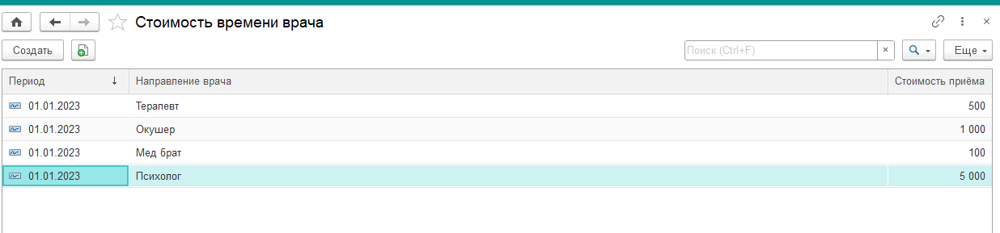 Стоимость времени врача
Создать Поиск (Ctrl+F) × Еще
Период ↓ Направление врача Стоимость приёма
01.01.2023 Терапевт 500
01.01.2023 Окушер 1 000
01.01.2023 Мед брат 100
01.01.2023 Психолог 5 000